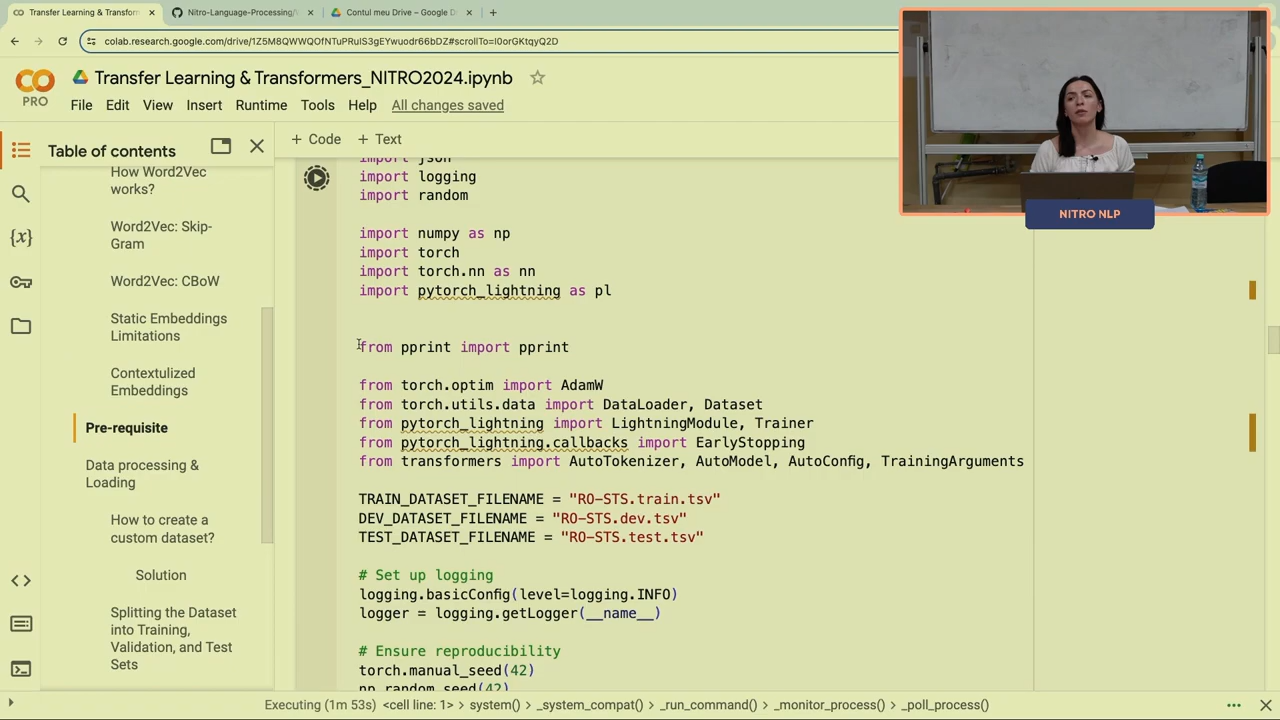 Transfer Learning & Transform
Nitro-Language-Processing/
Contul meu Drive – Google D
colab.research.google.com/drive/1Z5M8QWWQOfNTuPRulS3gEYwuodr66bDZ#scrollTo=I0orGKtqyQ2D
CO
PRO
Transfer Learning & Transformers_NITRO2024.ipynb
File Edit View Insert Runtime Tools Help All changes saved
Table of contents
+ Code + Text
How Word2Vec
works?
Word2Vec: Skip-
Gram
Word2Vec: CBoW
Static Embeddings
Limitations
Contextulized
Embeddings
Pre-requisite
Data processing &
Loading
How to create a
custom dataset?
Solution
Splitting the Dataset
into Training,
Validation, and Test
Sets
import json
import logging
import random
import numpy as np
import torch
import torch.nn as nn
import pytorch_lightning as pl
from pprint import pprint
from torch.optim import AdamW
from torch.utils.data import DataLoader, Dataset
from pytorch_lightning import LightningModule, Trainer
from pytorch_lightning.callbacks import EarlyStopping
from transformers import AutoTokenizer, AutoModel, AutoConfig, TrainingArguments
TRAIN_DATASET_FILENAME = "RO-STS.train.tsv"
DEV_DATASET_FILENAME = "RO-STS.dev.tsv"
TEST_DATASET_FILENAME = "RO-STS.test.tsv"
# Set up logging
logging.basicConfig(level=logging.INFO)
logger = logging.getLogger(__name__)
# Ensure reproducibility
torch.manual_seed(42)
np.random.seed(42)
NITRO NLP
Executing (1m 53s) <cell line: 1> > system() > _system_compat() > _run_command() > _monitor_process() > _poll_process()